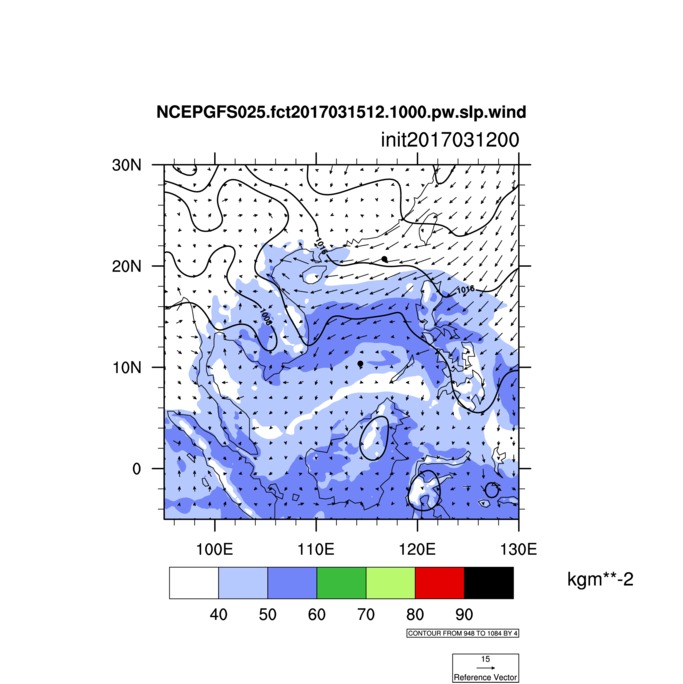 NCEPGFS025.fct2017031512.1000.pw.slp.wind
init2017031200
30N
20N
10N
0
1016
1016
1008
100E 110E 120E 130E
kgm**-2
40 50 60 70 80 90
CONTOUR FROM 948 TO 1084 BY 4
15
Reference Vector